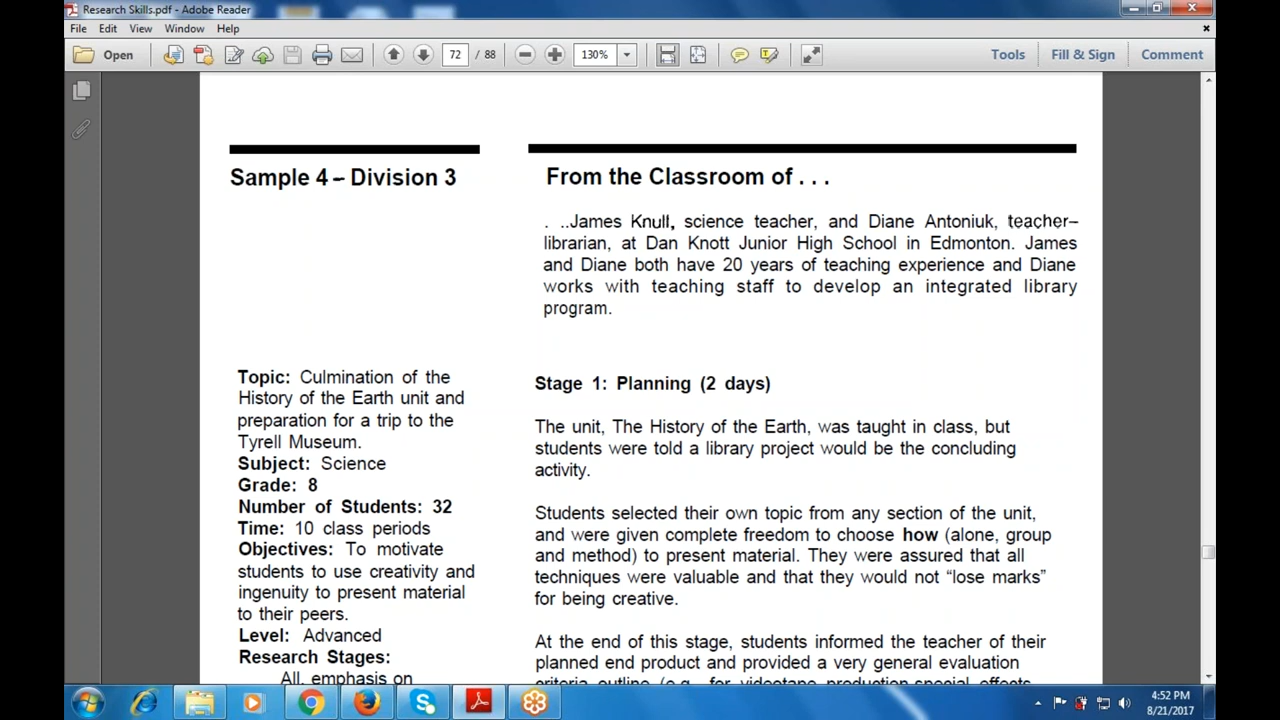 Research Skills.pdf - Adobe Reader
File Edit View Window Help
Open 72 / 88 130% Tools Fill & Sign Comment
Sample 4 – Division 3
From the Classroom of . . .
. ..James Knull, science teacher, and Diane Antoniuk, teacher–
librarian, at Dan Knott Junior High School in Edmonton. James
and Diane both have 20 years of teaching experience and Diane
works with teaching staff to develop an integrated library
program.
Topic: Culmination of the
History of the Earth unit and
preparation for a trip to the
Tyrell Museum.
Subject: Science
Grade: 8
Number of Students: 32
Time: 10 class periods
Objectives: To motivate
students to use creativity and
ingenuity to present material
to their peers.
Level: Advanced
Research Stages:
All, emphasis on
Stage 1: Planning (2 days)
The unit, The History of the Earth, was taught in class, but
students were told a library project would be the concluding
activity.
Students selected their own topic from any section of the unit,
and were given complete freedom to choose how (alone, group
and method) to present material. They were assured that all
techniques were valuable and that they would not “lose marks”
for being creative.
At the end of this stage, students informed the teacher of their
planned end product and provided a very general evaluation
criteria outline (e.g., for videotape production-special effects,
4:52 PM
8/21/2017